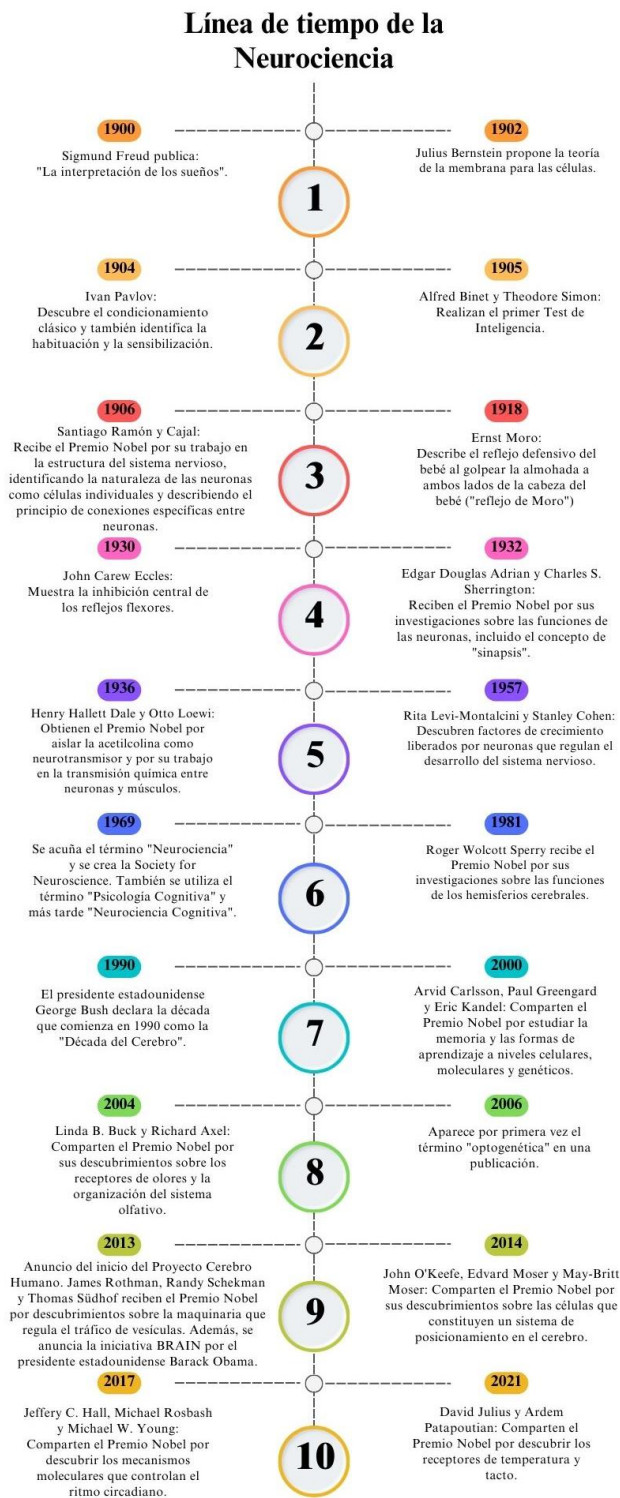 Línea de tiempo de la
Neurociencia
1900
Sigmund Freud publica:
"La interpretación de los sueños".
1902
Julius Bernstein propone la teoría
de la membrana para las células.
1
1904
Ivan Pavlov:
Descubre el condicionamiento
clásico y también identifica la
habituación y la sensibilización.
1905
Alfred Binet y Theodore Simon:
Realizan el primer Test de
Inteligencia.
2
1906
Santiago Ramón y Cajal:
Recibe el Premio Nobel por su trabajo en
la estructura del sistema nervioso,
identificando la naturaleza de las neuronas
como células individuales y describiendo el
principio de conexiones específicas entre
neuronas.
1918
Ernst Moro:
Describe el reflejo defensivo del
bebé al golpear la almohada a
ambos lados de la cabeza del
bebé ("reflejo de Moro")
3
1930
John Carew Eccles:
Muestra la inhibición central de
los reflejos flexores.
1932
Edgar Douglas Adrian y Charles S.
Sherrington:
Reciben el Premio Nobel por sus
investigaciones sobre las funciones de
las neuronas, incluido el concepto de
"sinapsis".
4
1936
Henry Hallett Dale y Otto Loewi:
Obtienen el Premio Nobel por
aislar la acetilcolina como
neurotransmisor y por su trabajo
en la transmisión química entre
neuronas y músculos.
1957
Rita Levi-Montalcini y Stanley Cohen:
Descubren factores de crecimiento
liberados por neuronas que regulan el
desarrollo del sistema nervioso.
5
1969
Se acuña el término "Neurociencia"
y se crea la Society for
Neuroscience. También se utiliza el
término "Psicología Cognitiva" y
más tarde "Neurociencia Cognitiva".
1981
Roger Wolcott Sperry recibe el
Premio Nobel por sus
investigaciones sobre las funciones
de los hemisferios cerebrales.
6
1990
El presidente estadounidense
George Bush declara la década
que comienza en 1990 como la
"Década del Cerebro".
2000
Arvid Carlsson, Paul Greengard
y Eric Kandel: Comparten el
Premio Nobel por estudiar la
memoria y las formas de
aprendizaje a niveles celulares,
moleculares y genéticos.
7
2004
Linda B. Buck y Richard Axel:
Comparten el Premio Nobel por
sus descubrimientos sobre los
receptores de olores y la
organización del sistema
olfativo.
2006
Aparece por primera vez el
término "optogenética" en una
publicación.
8
2013
Anuncio del inicio del Proyecto Cerebro
Humano. James Rothman, Randy Schekman
y Thomas Südhof reciben el Premio Nobel
por descubrimientos sobre la maquinaria que
regula el tráfico de vesículas. Además, se
anuncia la iniciativa BRAIN por el
presidente estadounidense Barack Obama.
2014
John O'Keefe, Edvard Moser y May-Britt
Moser: Comparten el Premio Nobel por
sus descubrimientos sobre las células que
constituyen un sistema de
posicionamiento en el cerebro.
9
2017
Jeffery C. Hall, Michael Rosbash
y Michael W. Young:
Comparten el Premio Nobel por
descubrir los mecanismos
moleculares que controlan el
ritmo circadiano.
2021
David Julius y Ardem
Patapoutian: Comparten el
Premio Nobel por descubrir los
receptores de temperatura y
tacto.
10